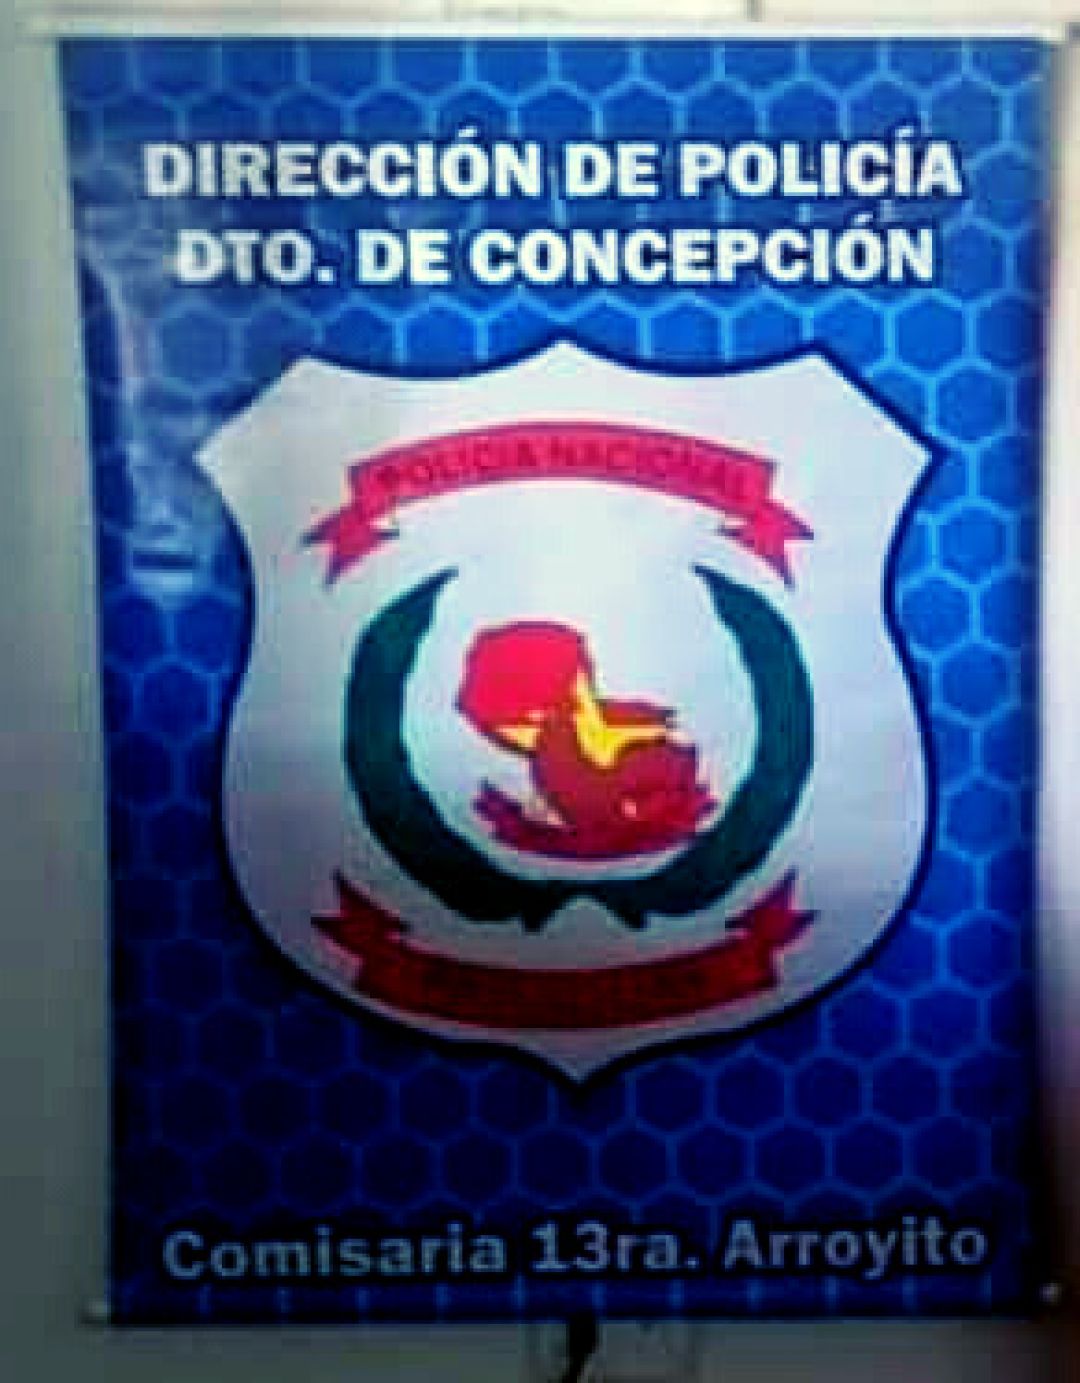 DIRECCIÓN DE POLICÍA
DTO. DE CONCEPCIÓN
POLICIA NACIONAL
Comisaria 13ra. Arroyito